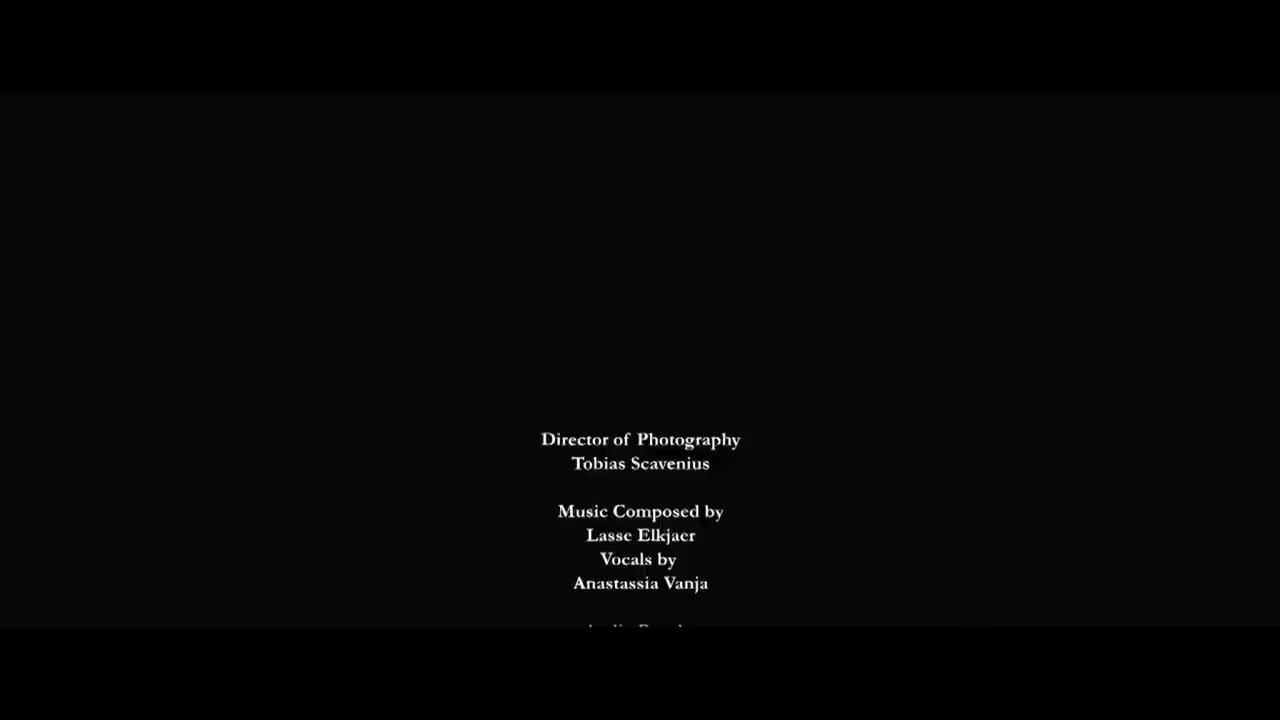 Director of Photography
Tobias Scavenius
Music Composed by
Lasse Elkjaer
Vocals by
Anastassia Vanja